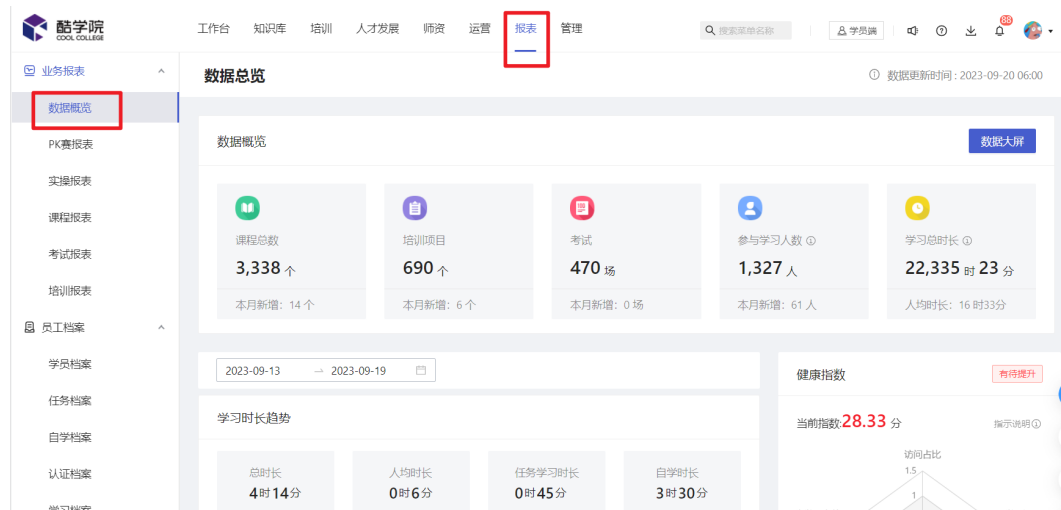 酷学院
COOL COLLEGE
工作台 知识库 培训 人才发展 师资 运营 报表 管理
搜索菜单名称
学员端
88
业务报表
数据概览
PK赛报表
实操报表
课程报表
考试报表
培训报表
员工档案
学员档案
任务档案
自学档案
认证档案
学习档案
数据总览
数据更新时间 : 2023-09-20 06:00
数据概览
数据大屏
课程总数
3,338 个
本月新增: 14 个
培训项目
690 个
本月新增: 6 个
考试
470 场
本月新增: 0 场
参与学习人数
1,327 人
本月新增: 61 人
学习总时长
22,335 时 23 分
人均时长: 16 时33分
2023-09-13 → 2023-09-19
学习时长趋势
总时长
4时14分
人均时长
0时6分
任务学习时长
0时45分
自学时长
3时30分
健康指数
有待提升
当前指数:28.33 分
指示说明
访问占比
1.5
1